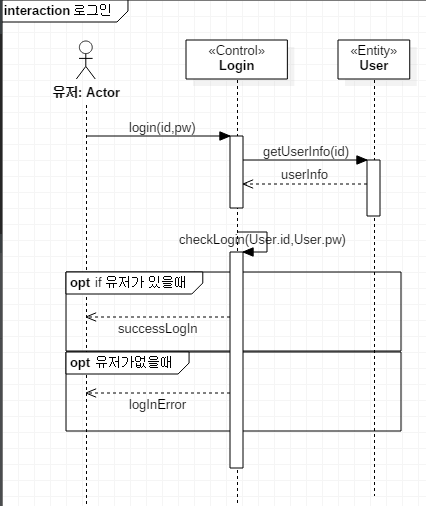 interaction 로그인
유저: Actor
«Control»
Login
«Entity»
User
login(id,pw)
getUserInfo(id)
userInfo
checkLogin(User.id,User.pw)
opt if 유저가 있을때
successLogIn
opt 유저가없을때
logInError